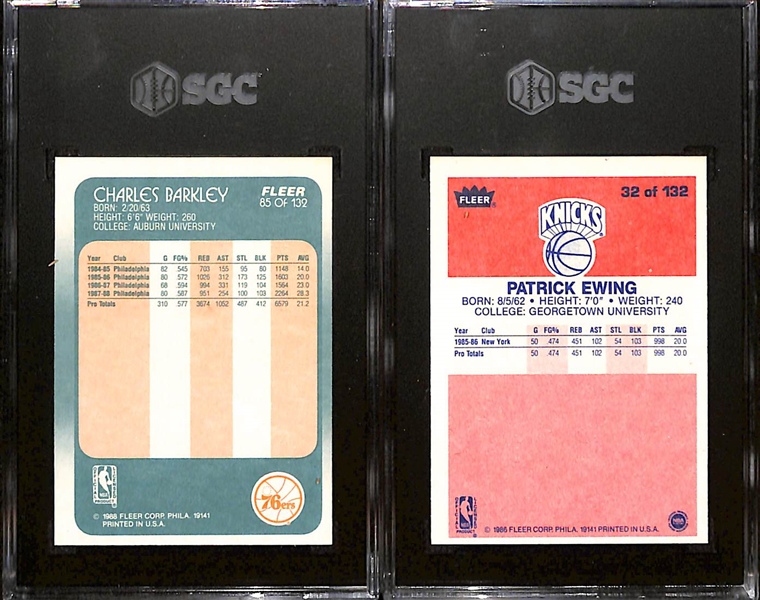 SGC
CHARLES BARKLEY
FLEER
85 OF 132
BORN: 2/20/63
HEIGHT: 6'6" WEIGHT: 260
COLLEGE: AUBURN UNIVERSITY
Year Club G FG% REB AST STL BLK PTS AVG
1984-85 Philadelphia 82 .545 703 155 95 80 1148 14.0
1985-86 Philadelphia 80 .572 1026 312 173 125 1603 20.0
1986-87 Philadelphia 68 .594 994 331 119 104 1564 23.0
1987-88 Philadelphia 80 .587 951 254 100 103 2264 28.3
Pro Totals 310 .577 3674 1052 487 412 6579 21.2
76ers
© 1988 FLEER CORP. PHILA. 19141
PRINTED IN U.S.A.
SGC
FLEER
32 of 132
KNICKS
PATRICK EWING
BORN: 8/5/62 • HEIGHT: 7'0" • WEIGHT: 240
COLLEGE: GEORGETOWN UNIVERSITY
Year Club G FG% REB AST STL BLK PTS AVG
1985-86 New York 50 .474 451 102 54 103 998 20.0
Pro Totals 50 .474 451 102 54 103 998 20.0
© 1986 FLEER CORP. PHILA. 19141 PRINTED IN U.S.A.